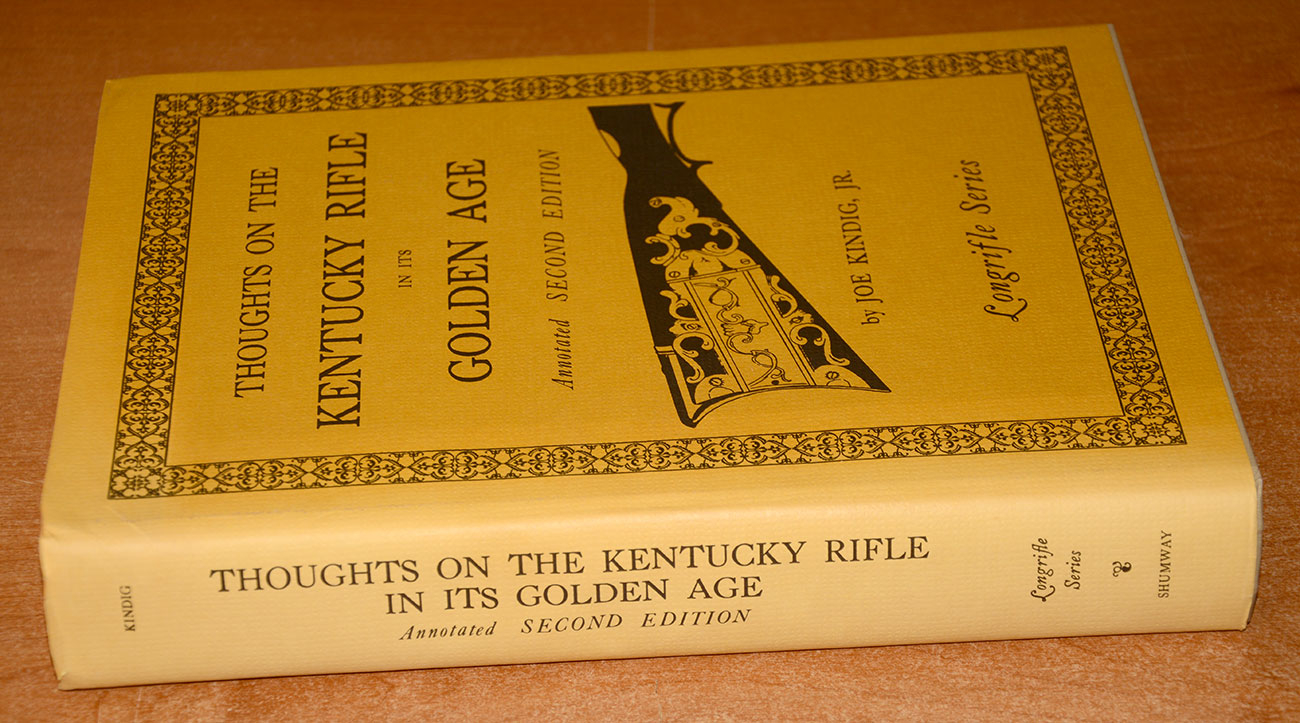 THOUGHTS ON THE
KENTUCKY RIFLE
IN ITS
GOLDEN AGE
Annotated SECOND EDITION
by JOE KINDIG, JR.
Longrifle Series
KINDIG
THOUGHTS ON THE KENTUCKY RIFLE
IN ITS GOLDEN AGE
Annotated SECOND EDITION
Longrifle
Series
SHUMWAY